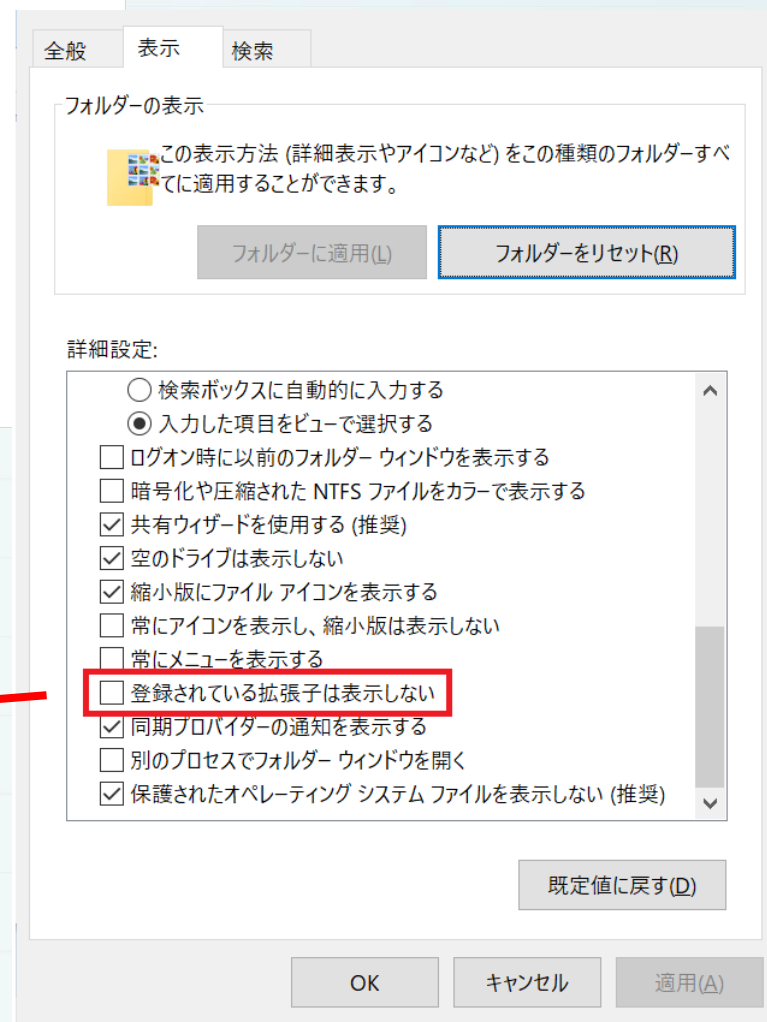 全般
表示
検索
フォルダーの表示
この表示方法 (詳細表示やアイコンなど) をこの種類のフォルダーすべ
てに適用することができます。
フォルダーに適用(L)
フォルダーをリセット(R)
詳細設定:
検索ボックスに自動的に入力する
入力した項目をビューで選択する
ログオン時に以前のフォルダー ウィンドウを表示する
暗号化や圧縮された NTFS ファイルをカラーで表示する
共有ウィザードを使用する (推奨)
空のドライブは表示しない
縮小版にファイル アイコンを表示する
常にアイコンを表示し、縮小版は表示しない
常にメニューを表示する
登録されている拡張子は表示しない
同期プロバイダーの通知を表示する
別のプロセスでフォルダー ウィンドウを開く
保護されたオペレーティング システム ファイルを表示しない (推奨)
既定値に戻す(D)
OK
キャンセル
適用(A)